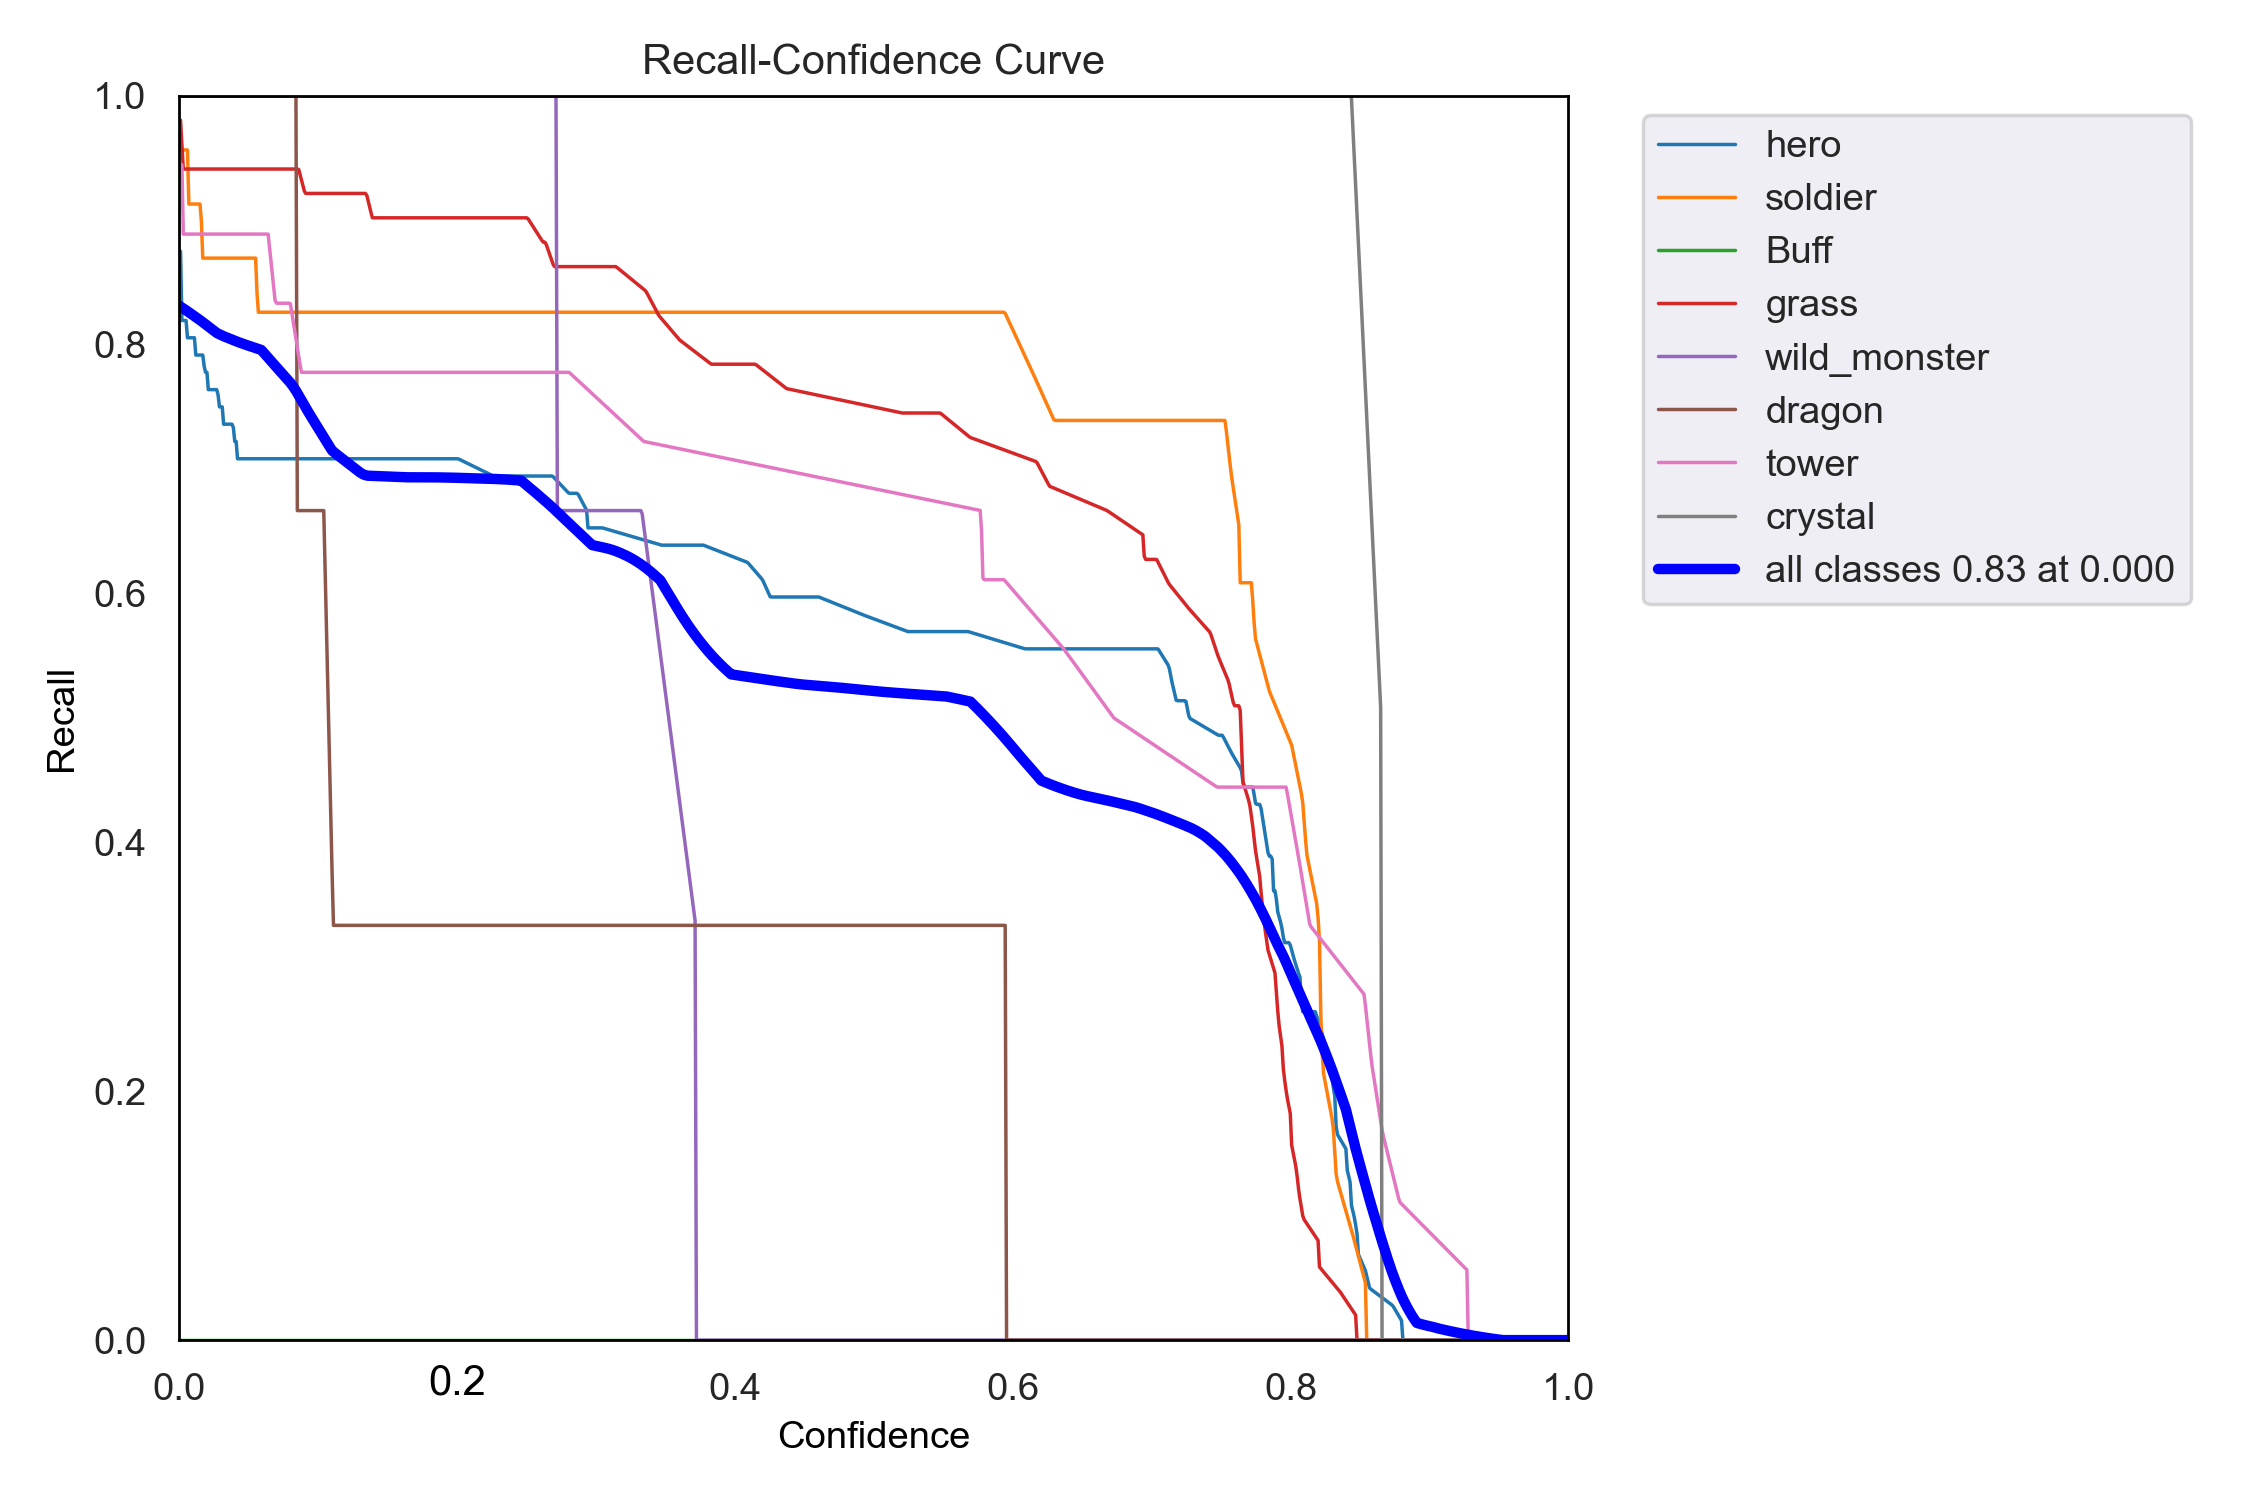 Recall-Confidence Curve
1.0
0.8
0.6
0.4
0.2
0.0
Recall
0.0 0.2 0.4 0.6 0.8 1.0
Confidence
hero
soldier
Buff
grass
wild_monster
dragon
tower
crystal
all classes 0.83 at 0.000